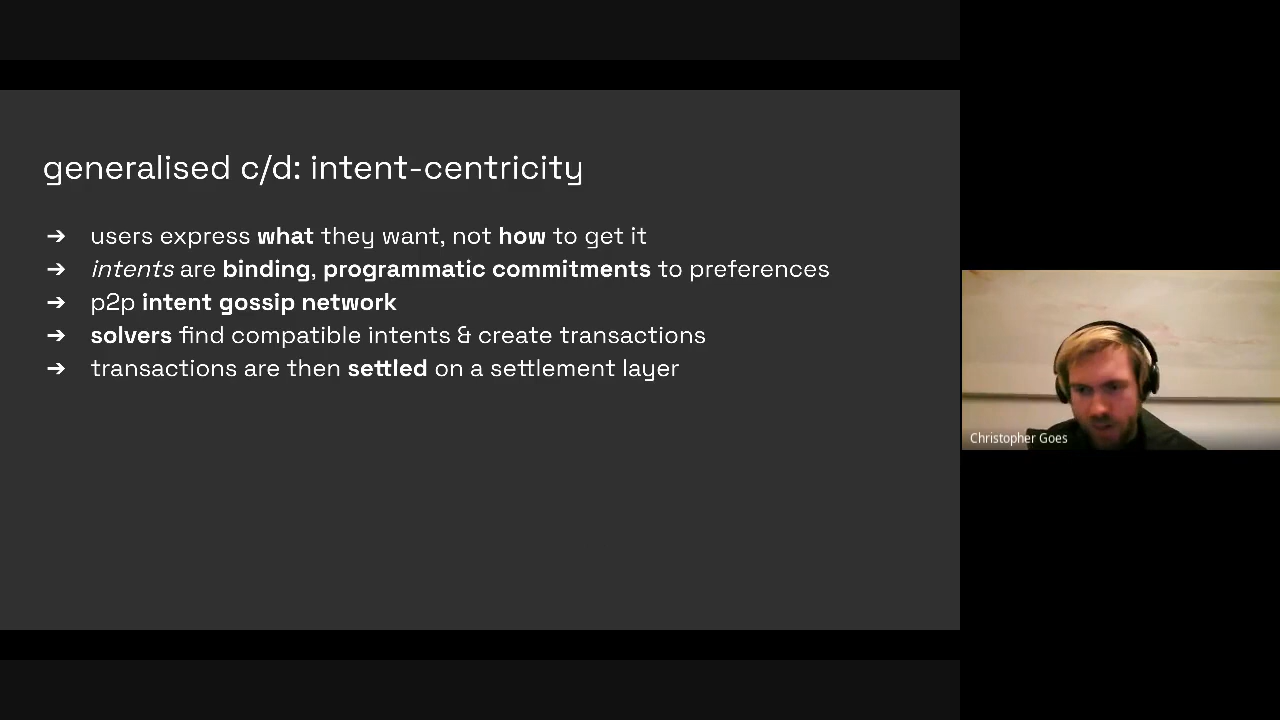 generalised c/d: intent-centricity
➔ users express what they want, not how to get it
➔ intents are binding, programmatic commitments to preferences
➔ p2p intent gossip network
➔ solvers find compatible intents & create transactions
➔ transactions are then settled on a settlement layer
Christopher Goes